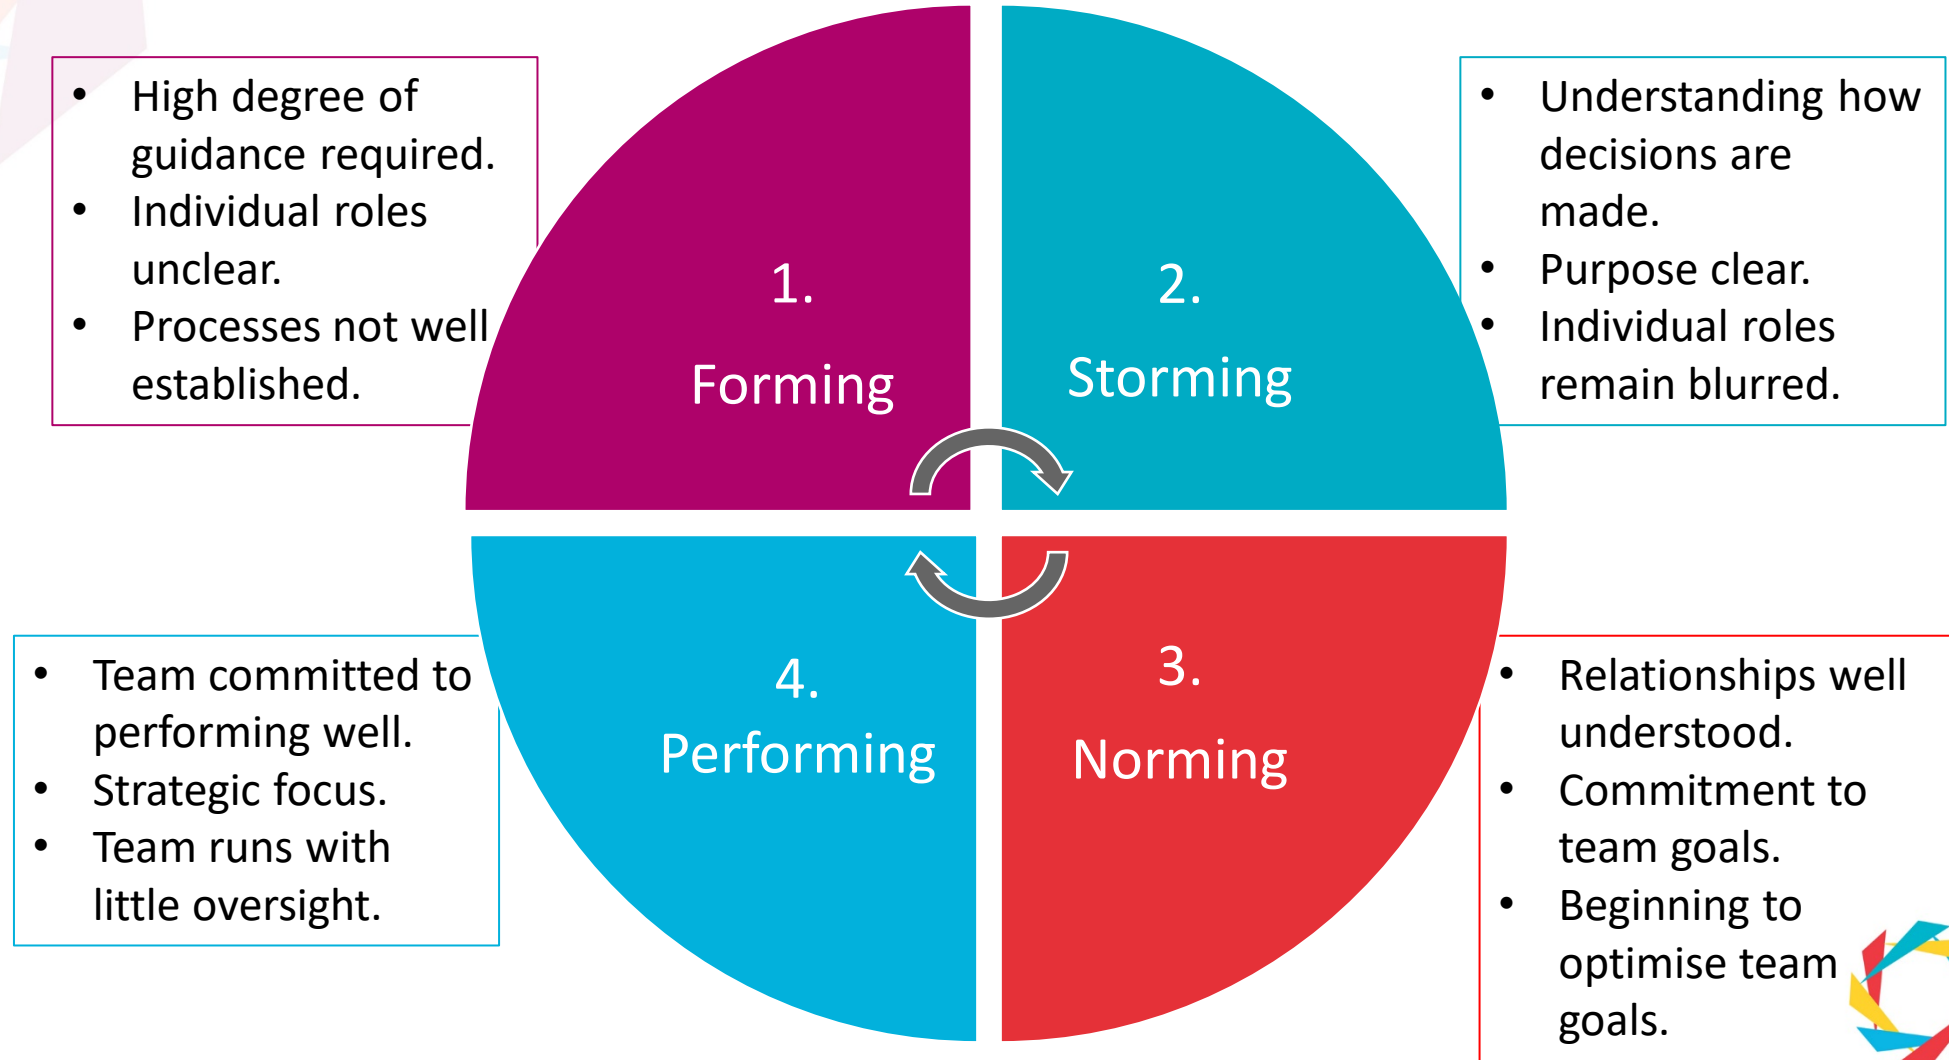 • High degree of
guidance required.
• Individual roles
unclear.
• Processes not well
established.
1.
Forming
2.
Storming
• Understanding how
decisions are
made.
• Purpose clear.
• Individual roles
remain blurred.
• Team committed to
performing well.
• Strategic focus.
• Team runs with
little oversight.
4.
Performing
3.
Norming
• Relationships well
understood.
• Commitment to
team goals.
• Beginning to
optimise team
goals.